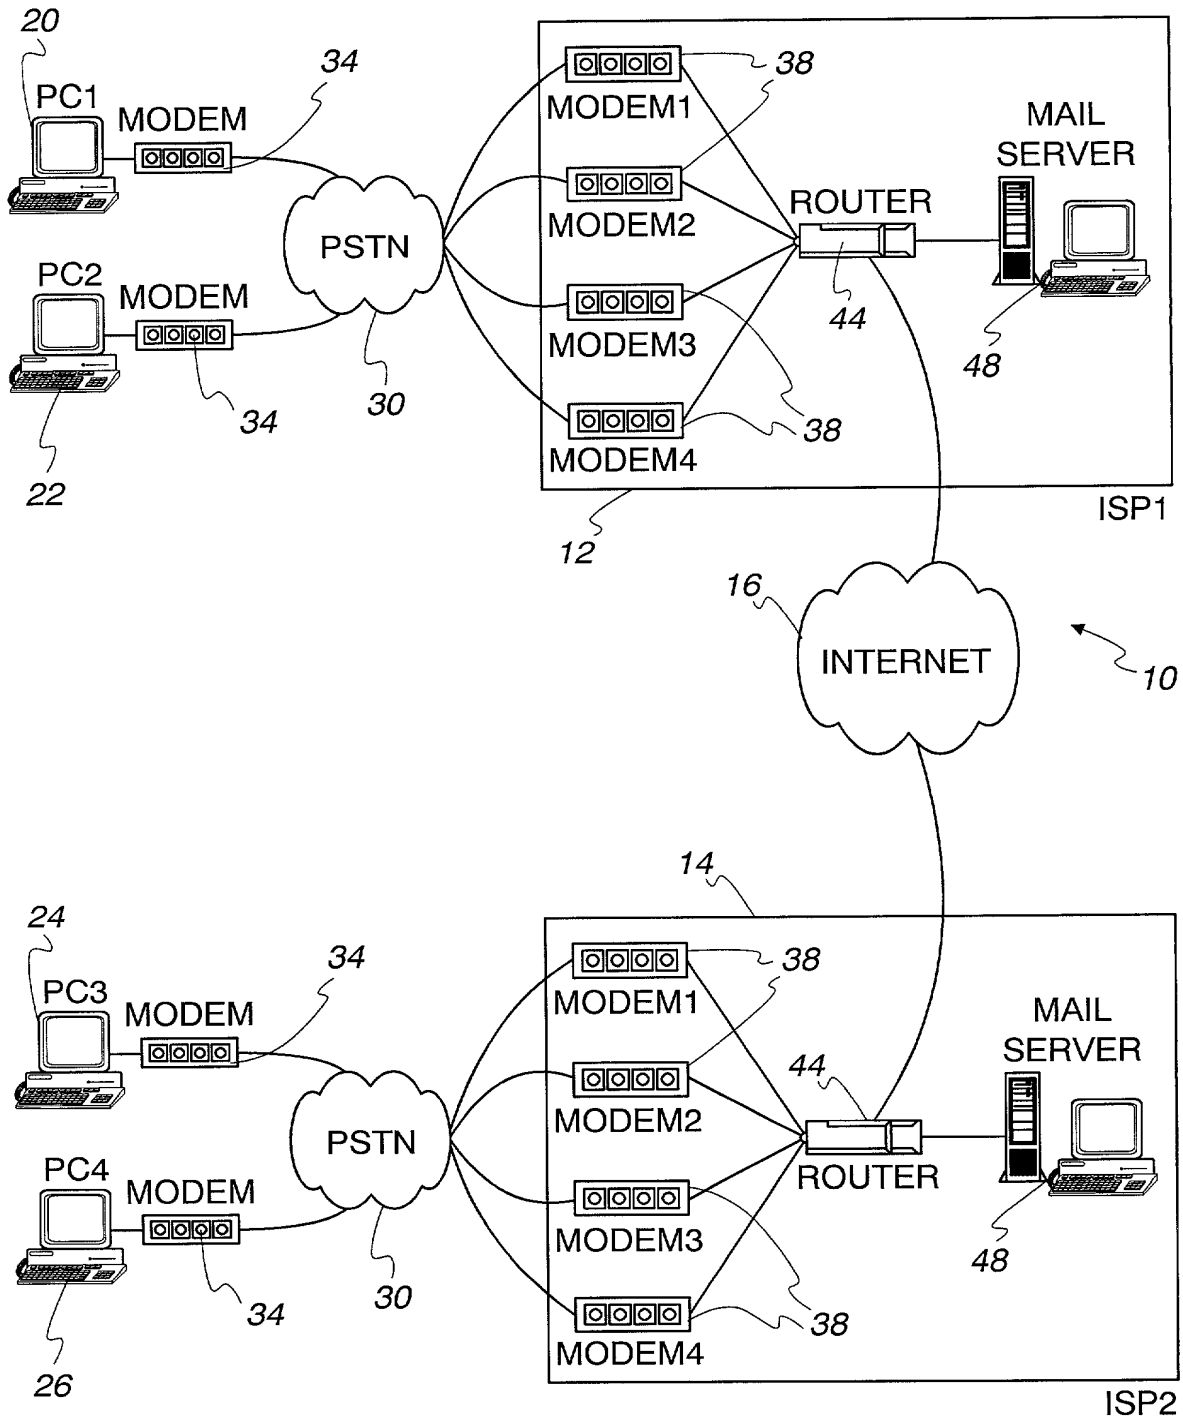 20
PC1
MODEM
34
PSTN
30
PC2
MODEM
34
22
MODEM1
38
MODEM2
MODEM3
38
MODEM4
ROUTER
44
MAIL
SERVER
48
12
ISP1
16
INTERNET
10
14
24
PC3
MODEM
34
PSTN
30
PC4
MODEM
34
26
MODEM1
38
MODEM2
MODEM3
38
MODEM4
44
ROUTER
MAIL
SERVER
48
ISP2